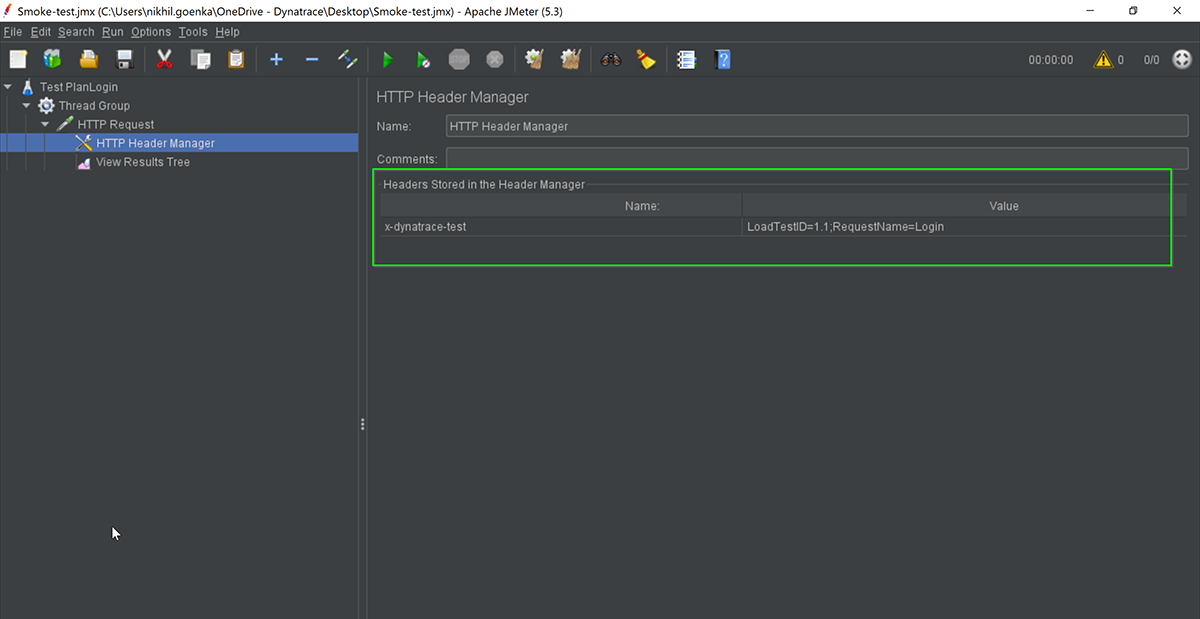 Smoke-test.jmx (C:\Users\nikhil.goenka\OneDrive - Dynatrace\Desktop\Smoke-test.jmx) - Apache JMeter (5.3)
File Edit Search Run Options Tools Help
00:00:00 0 0/0
Test PlanLogin
Thread Group
HTTP Request
HTTP Header Manager
View Results Tree
HTTP Header Manager
Name: HTTP Header Manager
Comments:
Headers Stored in the Header Manager
Name: Value
x-dynatrace-test LoadTestID=1.1;RequestName=Login